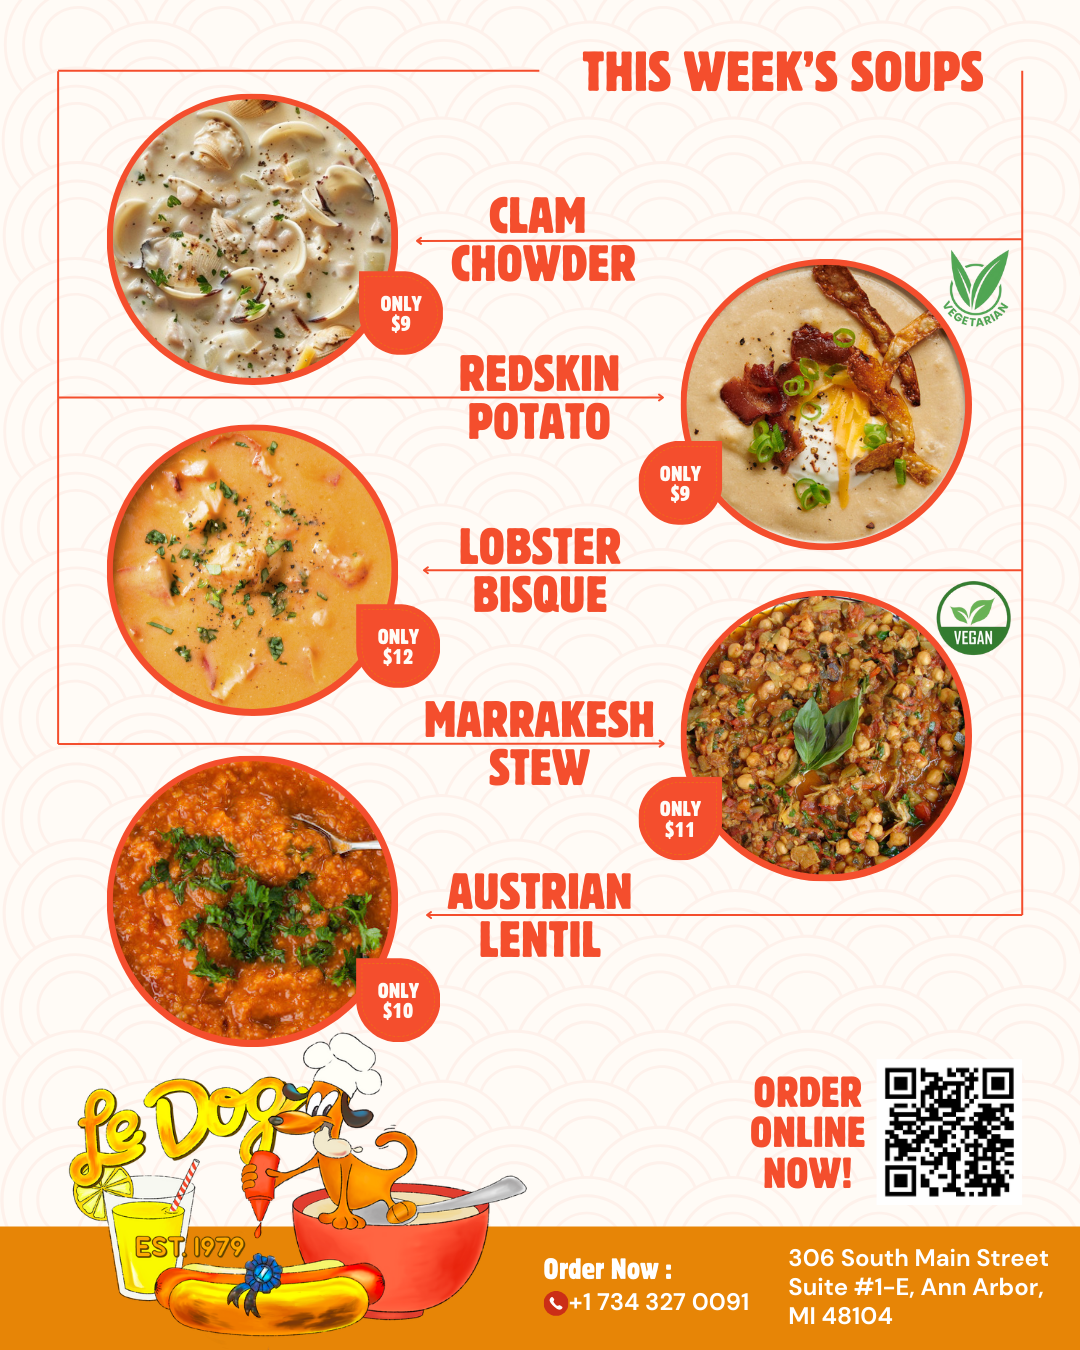 THIS WEEK'S SOUPS
CLAM
CHOWDER
ONLY
$9
VEGETARIAN
REDSKIN
POTATO
ONLY
$9
LOBSTER
BISQUE
ONLY
$12
VEGAN
MARRAKESH
STEW
ONLY
$11
AUSTRIAN
LENTIL
ONLY
$10
Le Dog
EST. 1979
ORDER
ONLINE
NOW!
Order Now :
+1 734 327 0091
306 South Main Street
Suite #1-E, Ann Arbor,
MI 48104